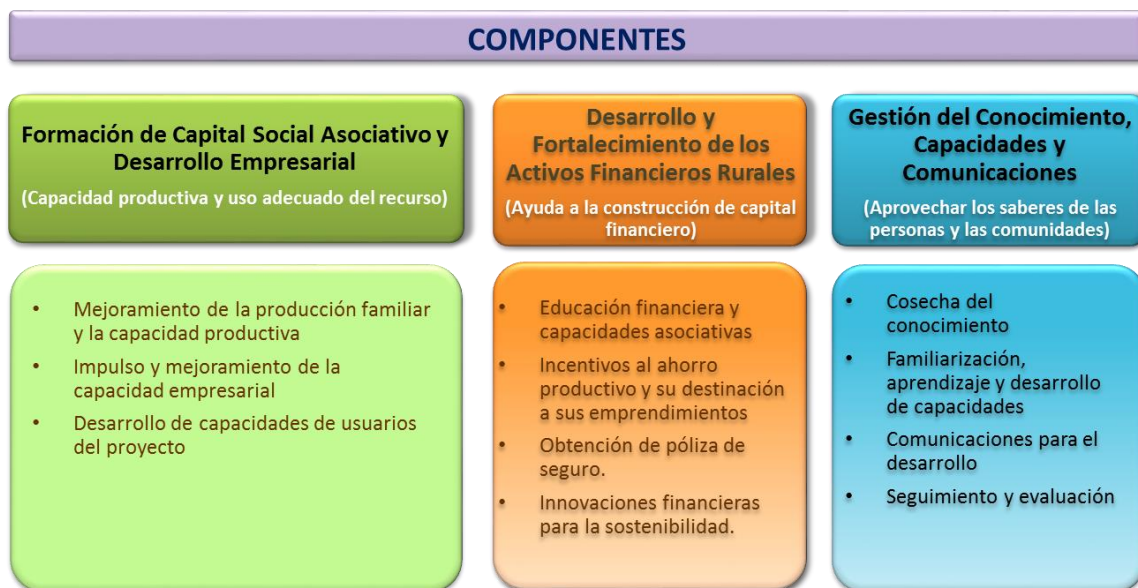 COMPONENTES
Formación de Capital Social Asociativo y
Desarrollo Empresarial
(Capacidad productiva y uso adecuado del recurso)
• Mejoramiento de la producción familiar
y la capacidad productiva
• Impulso y mejoramiento de la
capacidad empresarial
• Desarrollo de capacidades de usuarios
del proyecto
Desarrollo y
Fortalecimiento de los
Activos Financieros Rurales
(Ayuda a la construcción de capital
financiero)
• Educación financiera y
capacidades asociativas
• Incentivos al ahorro
productivo y su destinación
a sus emprendimientos
• Obtención de póliza de
seguro.
• Innovaciones financieras
para la sostenibilidad.
Gestión del Conocimiento,
Capacidades y
Comunicaciones
(Aprovechar los saberes de las
personas y las comunidades)
• Cosecha del
conocimiento
• Familiarización,
aprendizaje y desarrollo
de capacidades
• Comunicaciones para el
desarrollo
• Seguimiento y evaluación